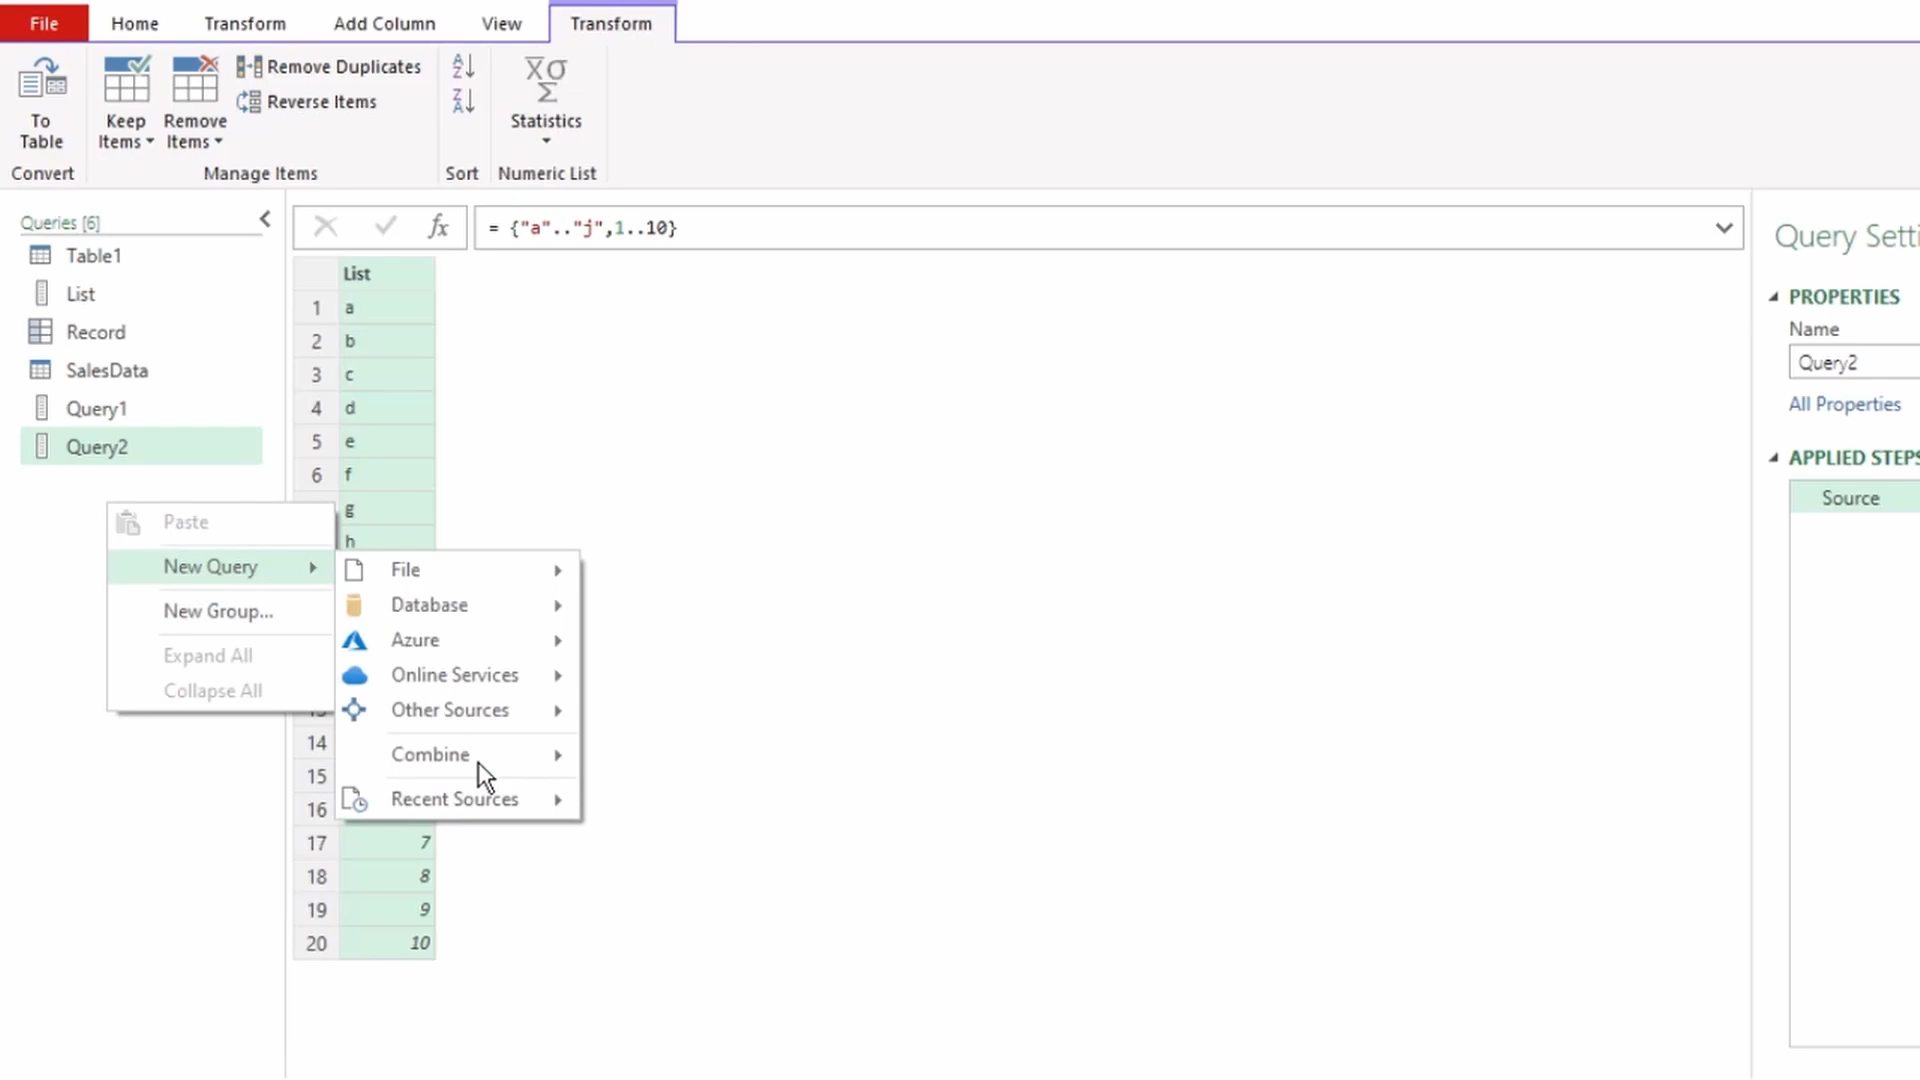 File Home Transform Add Column View Transform
To Table
Keep Items
Remove Items
Remove Duplicates
Reverse Items
A Z
Z A
X̅σ Σ
Statistics
Convert Manage Items Sort Numeric List
Queries [6]
Table1
List
Record
SalesData
Query1
Query2
fx = {"a".."j",1..10}
List
1 a
2 b
3 c
4 d
5 e
6 f
g
h
14
15
16
17 7
18 8
19 9
20 10
Paste
New Query
New Group...
Expand All
Collapse All
File
Database
Azure
Online Services
Other Sources
Combine
Recent Sources
Query Setti
PROPERTIES
Name
Query2
All Properties
APPLIED STEPS
Source